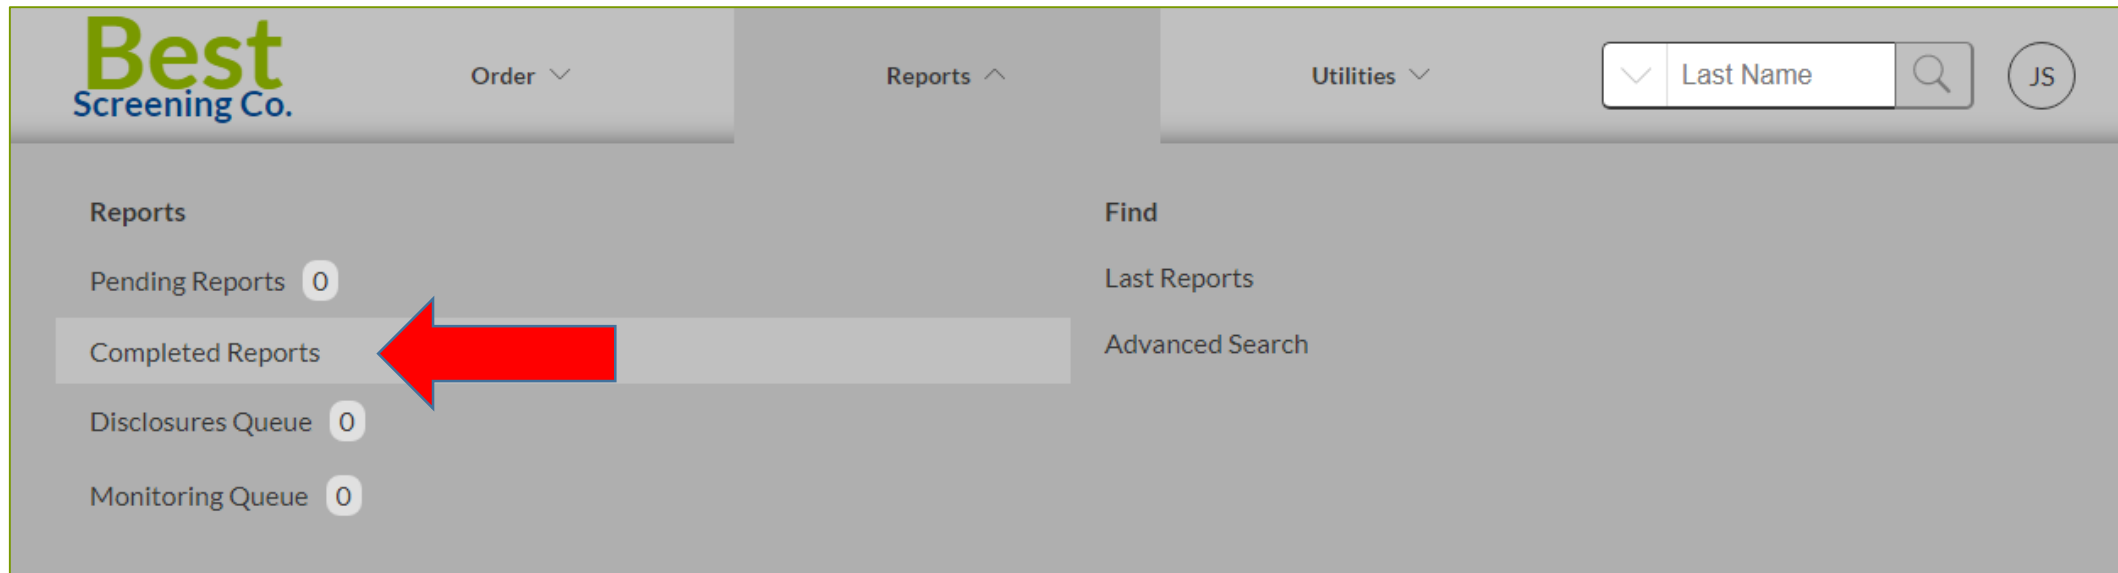 Best
Screening Co.
Order
Reports
Utilities
Last Name
JS
Reports
Pending Reports 0
Completed Reports
Disclosures Queue 0
Monitoring Queue 0
Find
Last Reports
Advanced Search